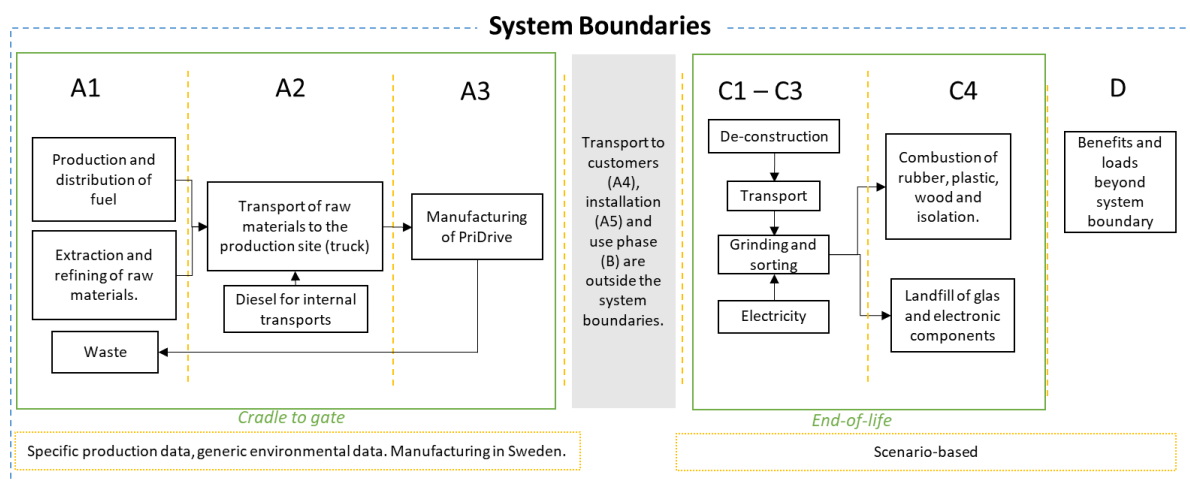 System Boundaries
A1
A2
A3
C1 – C3
C4
D
Production and
distribution of
fuel
Extraction and
refining of raw
materials.
Waste
Transport of raw
materials to the
production site (truck)
Diesel for internal
transports
Manufacturing
of PriDrive
Transport to
customers
(A4),
installation
(A5) and
use phase
(B) are
outside the
system
boundaries.
De-construction
Transport
Grinding and
sorting
Electricity
Combustion of
rubber, plastic,
wood and
isolation.
Landfill of glas
and electronic
components
Benefits and
loads
beyond
system
boundary
Cradle to gate
End-of-life
Specific production data, generic environmental data. Manufacturing in Sweden.
Scenario-based